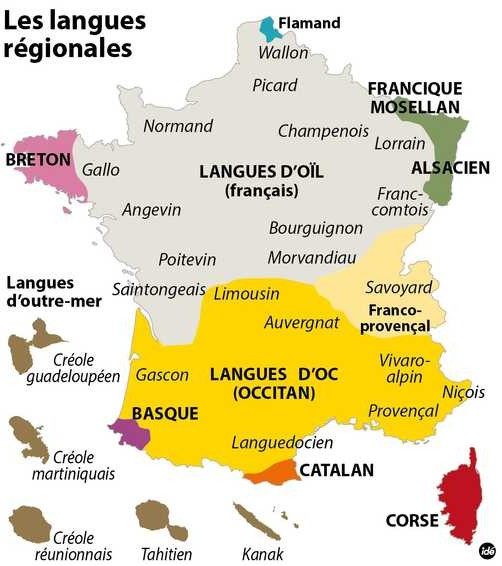 Les langues
régionales
Flamand
Wallon
Picard
FRANCIQUE
MOSELLAN
Normand
Champenois
Lorrain
BRETON
Gallo
LANGUES D'OÏL
(français)
ALSACIEN
Franc-
comtois
Angevin
Bourguignon
Poitevin
Morvandiau
Langues
d'outre-mer
Saintongeais
Limousin
Savoyard
Franco-
provençal
Auvergnat
Créole
guadeloupéen
Gascon
LANGUES D'OC
(OCCITAN)
Vivaro-
alpin
Niçois
BASQUE
Provençal
Languedocien
Créole
martiniquais
CATALAN
CORSE
Créole
réunionnais
Tahitien
Kanak
idé